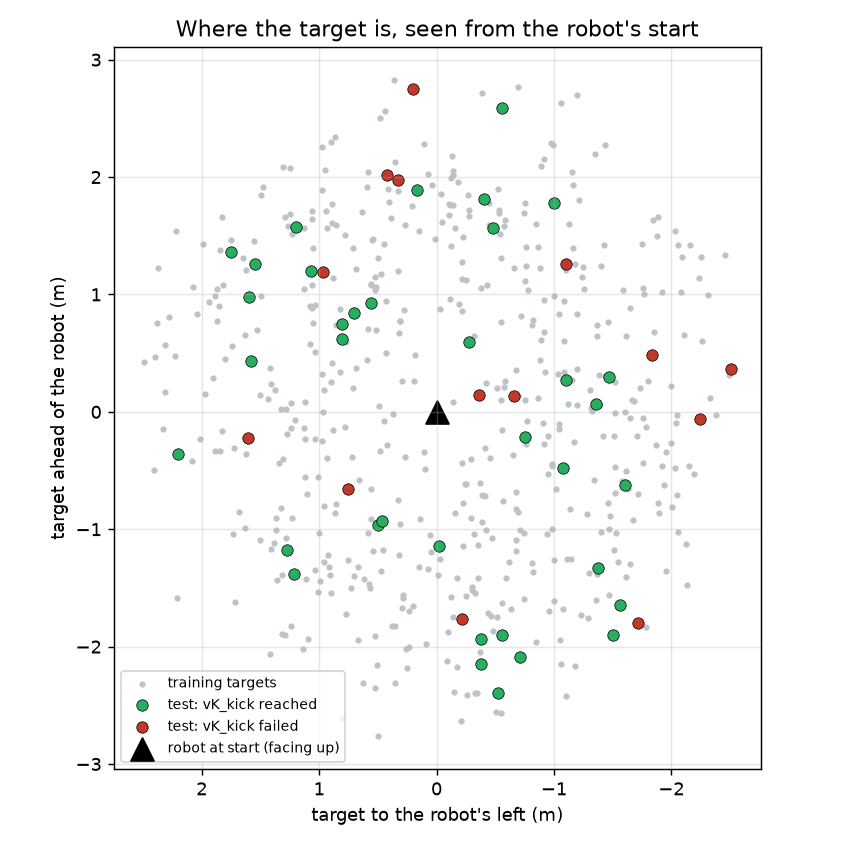 Where the target is, seen from the robot's start
3
2
1
0
−1
−2
−3
target ahead of the robot (m)
training targets
test: vK_kick reached
test: vK_kick failed
robot at start (facing up)
2 1 0 −1 −2
target to the robot's left (m)